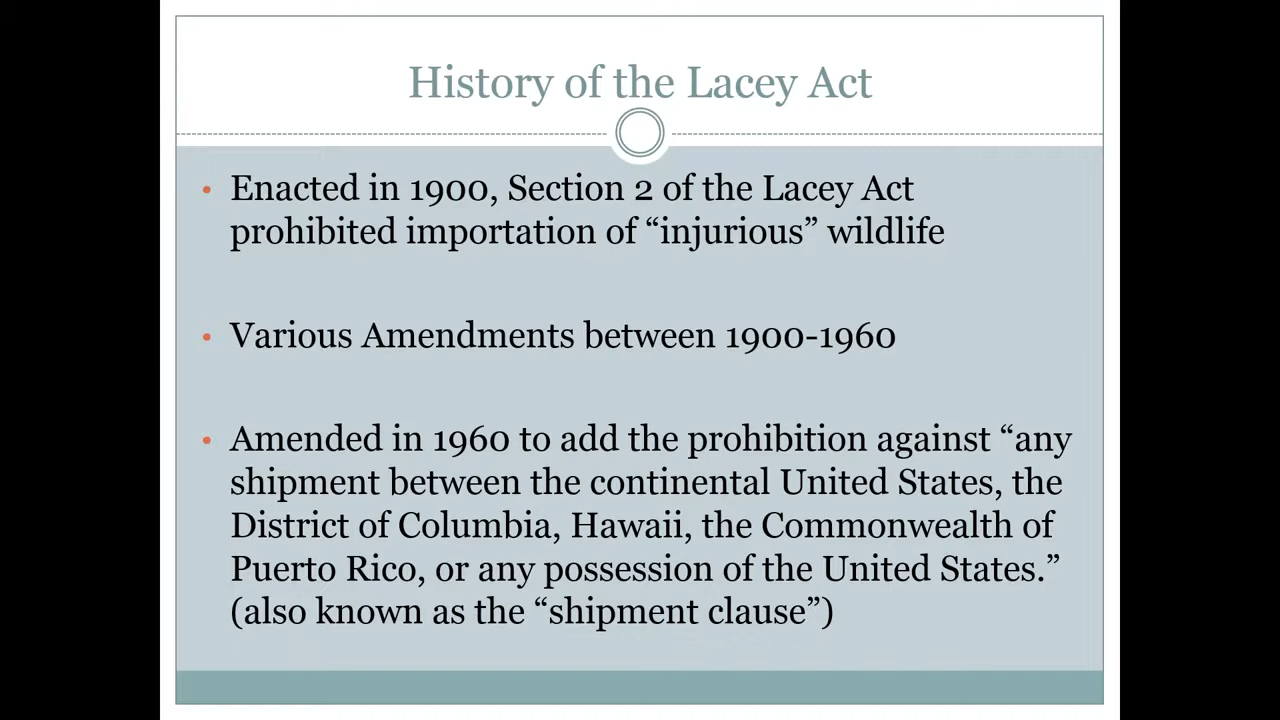 History of the Lacey Act
• Enacted in 1900, Section 2 of the Lacey Act
prohibited importation of “injurious” wildlife
• Various Amendments between 1900-1960
• Amended in 1960 to add the prohibition against “any
shipment between the continental United States, the
District of Columbia, Hawaii, the Commonwealth of
Puerto Rico, or any possession of the United States.”
(also known as the “shipment clause”)